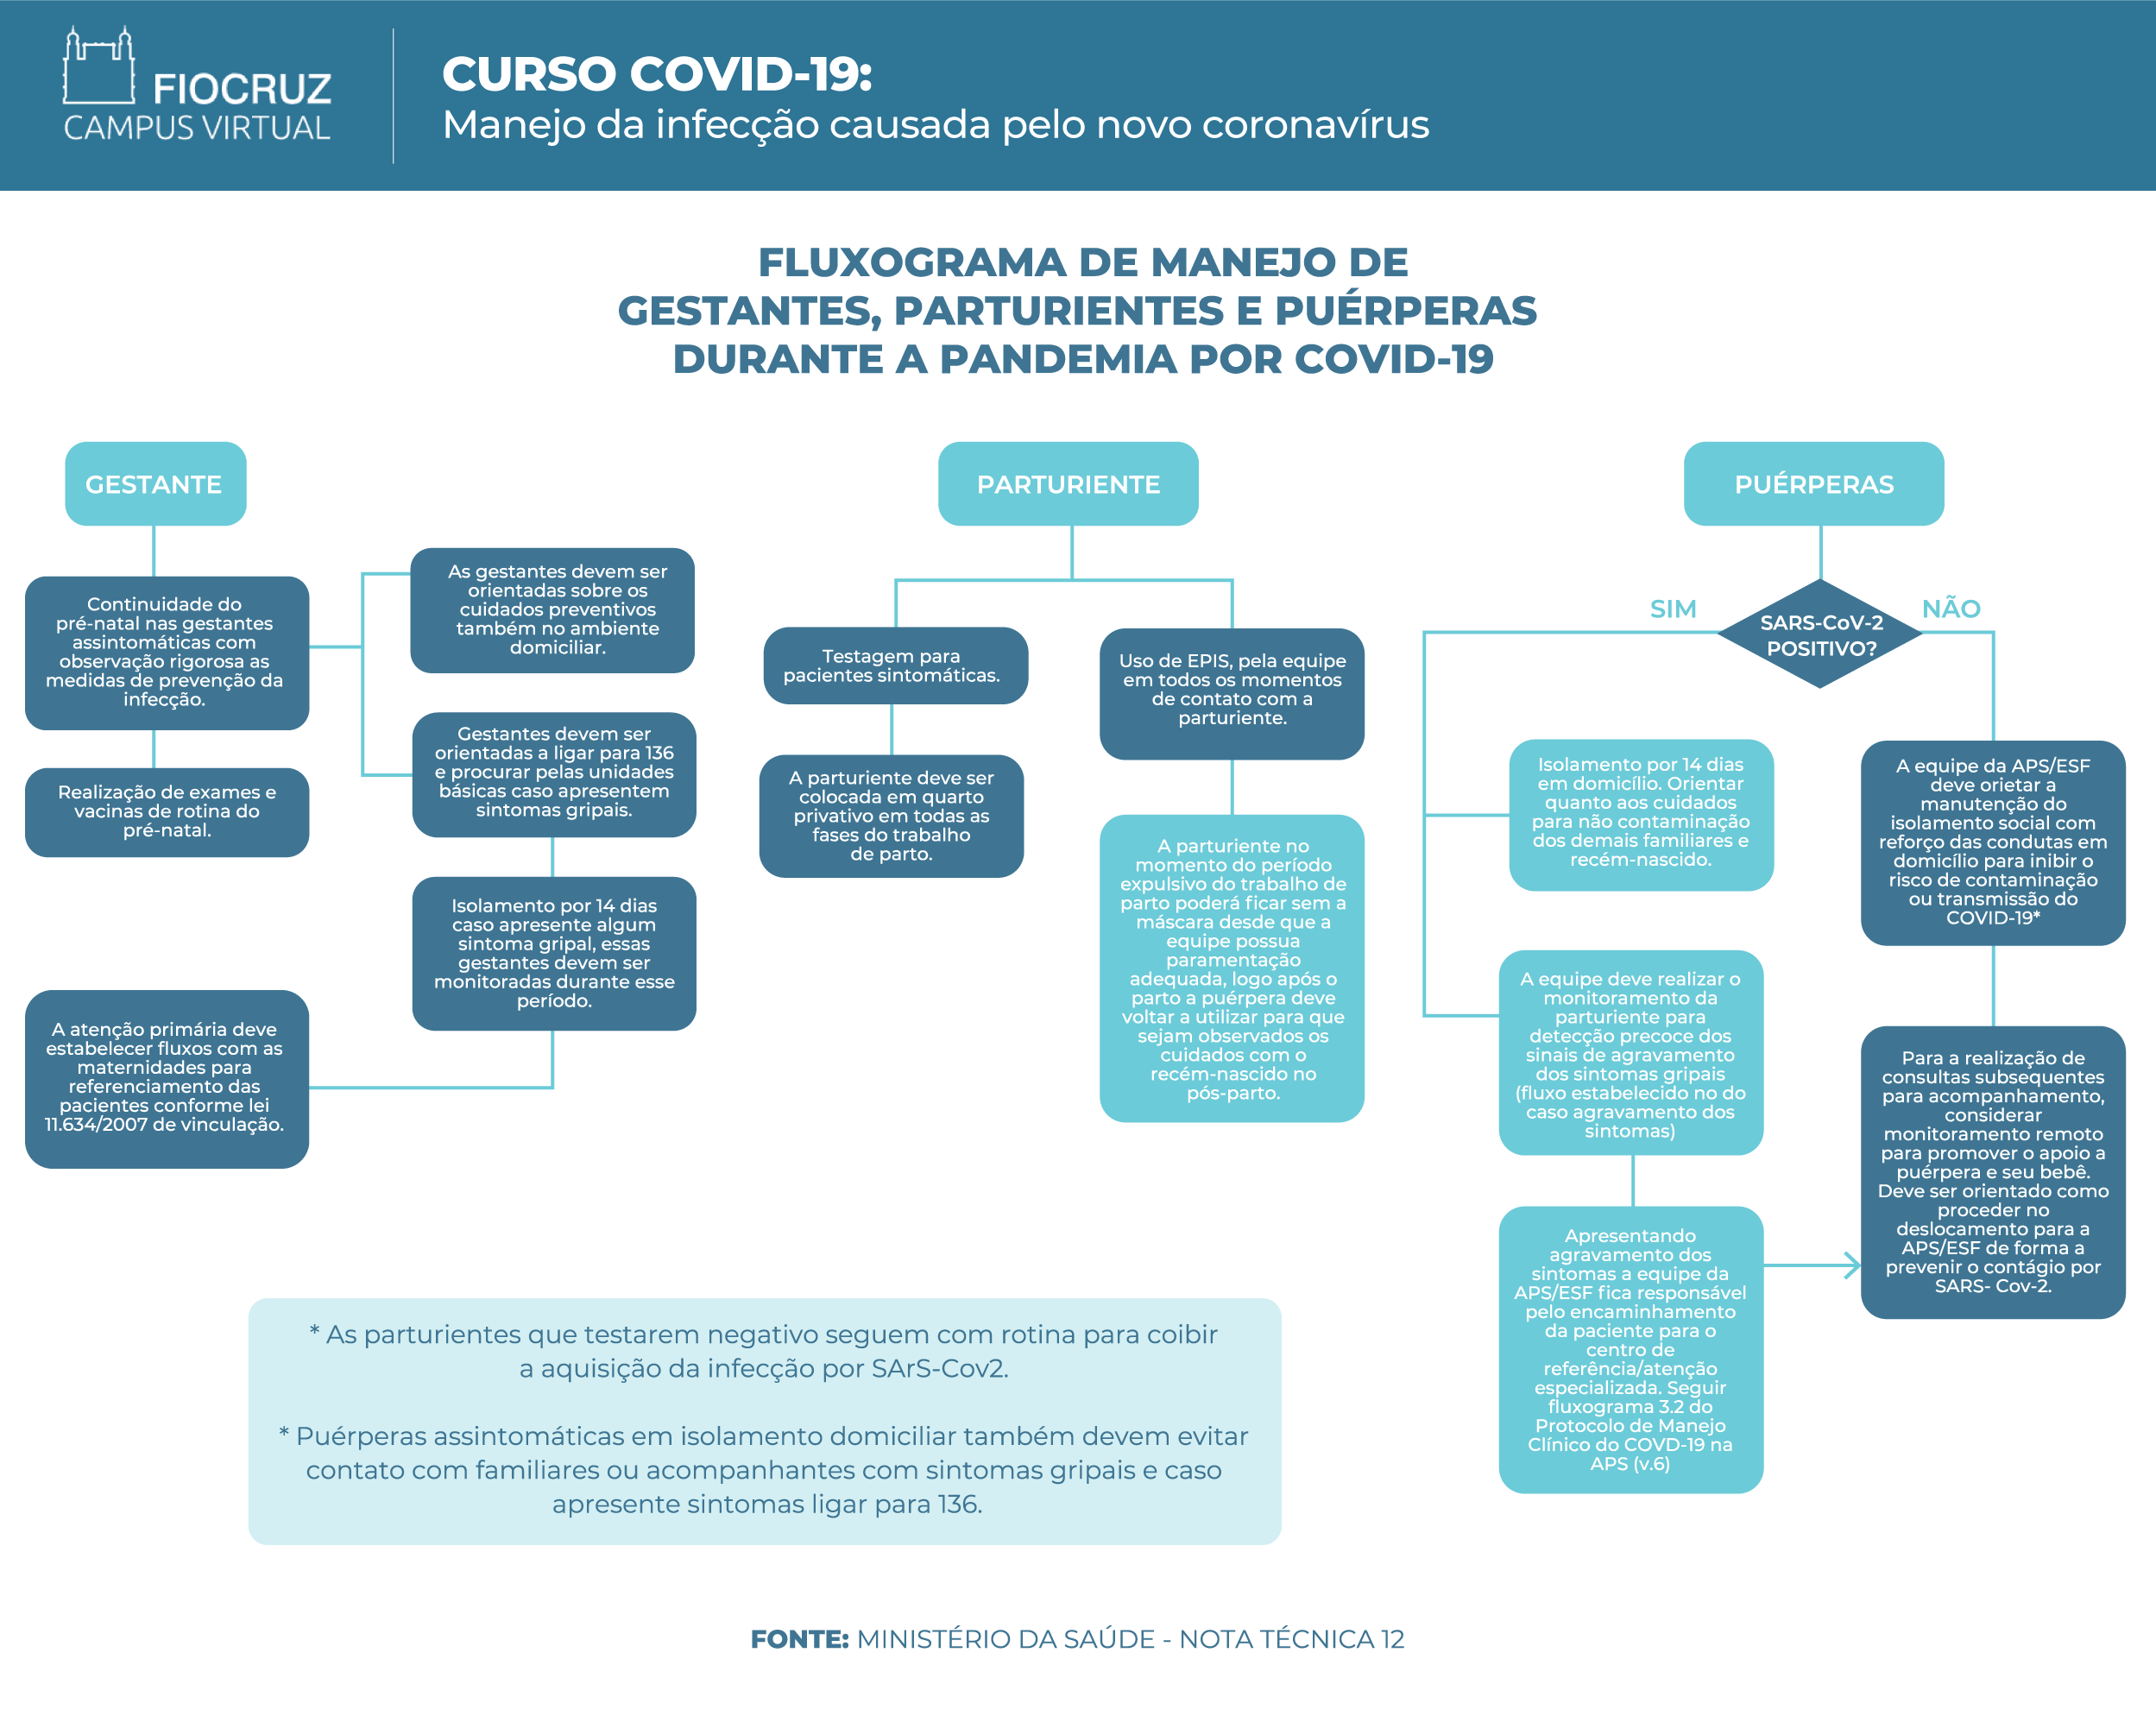 FIOCRUZ
CAMPUS VIRTUAL
CURSO COVID-19:
Manejo da infecção causada pelo novo coronavírus
FLUXOGRAMA DE MANEJO DE
GESTANTES, PARTURIENTES E PUÉRPERAS
DURANTE A PANDEMIA POR COVID-19
GESTANTE
Continuidade do
pré-natal nas gestantes
assintomáticas com
observação rigorosa as
medidas de prevenção da
infecção.
Realização de exames e
vacinas de rotina do
pré-natal.
As gestantes devem ser
orientadas sobre os
cuidados preventivos
também no ambiente
domiciliar.
Gestantes devem ser
orientadas a ligar para 136
e procurar pelas unidades
básicas caso apresentem
sintomas gripais.
Isolamento por 14 dias
caso apresente algum
sintoma gripal, essas
gestantes devem ser
monitoradas durante esse
período.
A atenção primária deve
estabelecer fluxos com as
maternidades para
referenciamento das
pacientes conforme lei
11.634/2007 de vinculação.
PARTURIENTE
Testagem para
pacientes sintomáticas.
A parturiente deve ser
colocada em quarto
privativo em todas as
fases do trabalho
de parto.
Uso de EPIS, pela equipe
em todos os momentos
de contato com a
parturiente.
A parturiente no
momento do período
expulsivo do trabalho de
parto poderá ficar sem a
máscara desde que a
equipe possua
paramentação
adequada, logo após o
parto a puérpera deve
voltar a utilizar para que
sejam observados os
cuidados com o
recém-nascido no
pós-parto.
PUÉRPERAS
SARS-CoV-2
POSITIVO?
SIM
NÃO
Isolamento por 14 dias
em domicílio. Orientar
quanto aos cuidados
para não contaminação
dos demais familiares e
recém-nascido.
A equipe deve realizar o
monitoramento da
parturiente para
detecção precoce dos
sinais de agravamento
dos sintomas gripais
(fluxo estabelecido no do
caso agravamento dos
sintomas)
Apresentando
agravamento dos
sintomas a equipe da
APS/ESF fica responsável
pelo encaminhamento
da paciente para o
centro de
referência/atenção
especializada. Seguir
fluxograma 3.2 do
Protocolo de Manejo
Clínico do COVD-19 na
APS (v.6)
A equipe da APS/ESF
deve orietar a
manutenção do
isolamento social com
reforço das condutas em
domicílio para inibir o
risco de contaminação
ou transmissão do
COVID-19*
Para a realização de
consultas subsequentes
para acompanhamento,
considerar
monitoramento remoto
para promover o apoio a
puérpera e seu bebê.
Deve ser orientado como
proceder no
deslocamento para a
APS/ESF de forma a
prevenir o contágio por
SARS- Cov-2.
* As parturientes que testarem negativo seguem com rotina para coibir
a aquisição da infecção por SArS-Cov2.
* Puérperas assintomáticas em isolamento domiciliar também devem evitar
contato com familiares ou acompanhantes com sintomas gripais e caso
apresente sintomas ligar para 136.
FONTE: MINISTÉRIO DA SAÚDE - NOTA TÉCNICA 12